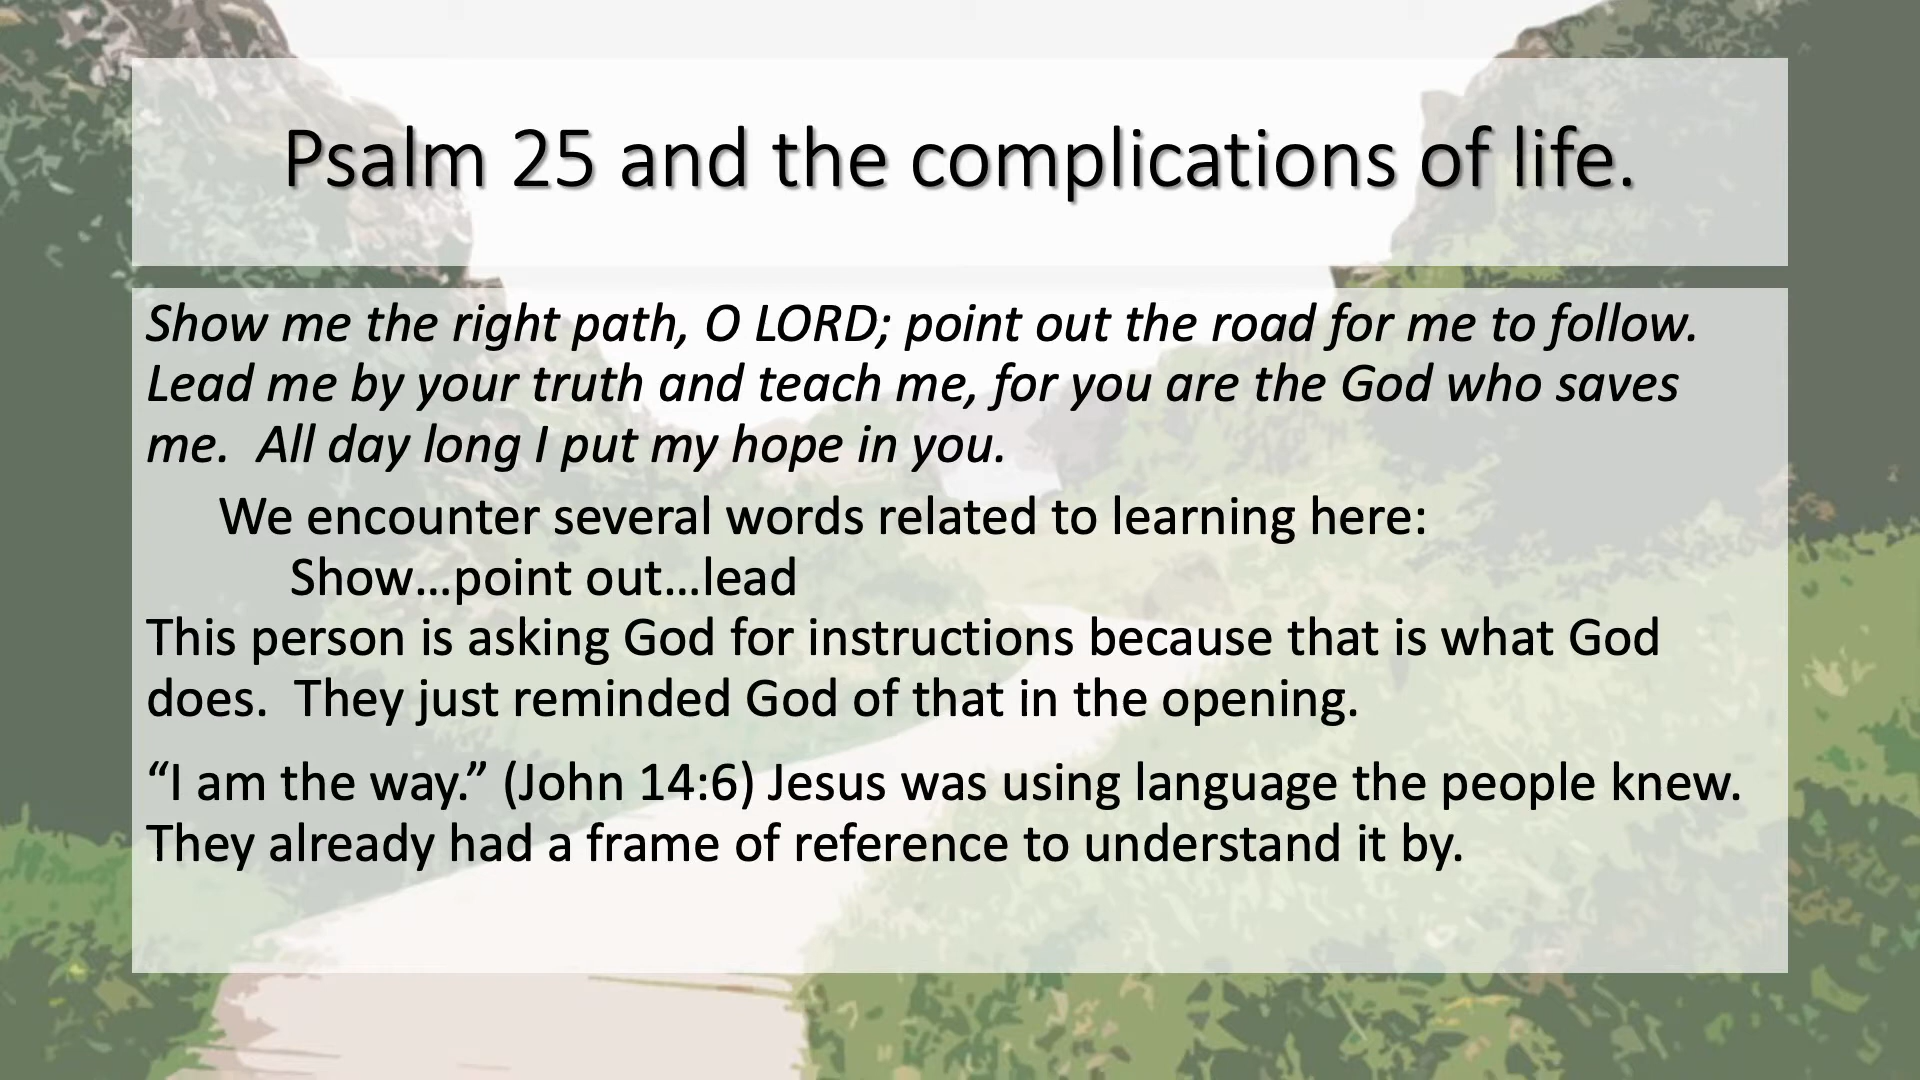 Psalm 25 and the complications of life.
Show me the right path, O LORD; point out the road for me to follow.
Lead me by your truth and teach me, for you are the God who saves
me.  All day long I put my hope in you.
We encounter several words related to learning here:
Show…point out…lead
This person is asking God for instructions because that is what God
does.  They just reminded God of that in the opening.
“I am the way.” (John 14:6) Jesus was using language the people knew.
They already had a frame of reference to understand it by.